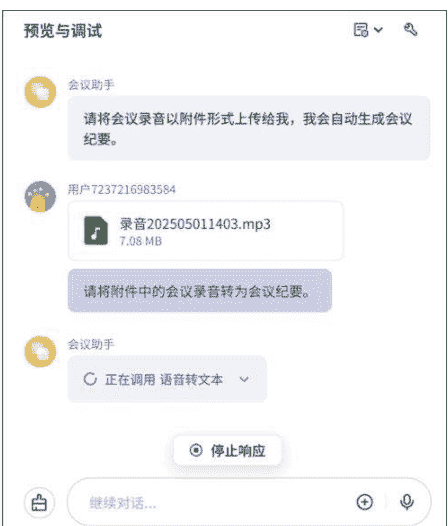 预览与调试
会议助手
请将会议录音以附件形式上传给我，我会自动生成会议
纪要。
用户7237216983584
录音202505011403.mp3
7.08 MB
请将附件中的会议录音转为会议纪要。
会议助手
正在调用 语音转文本
停止响应
继续对话...